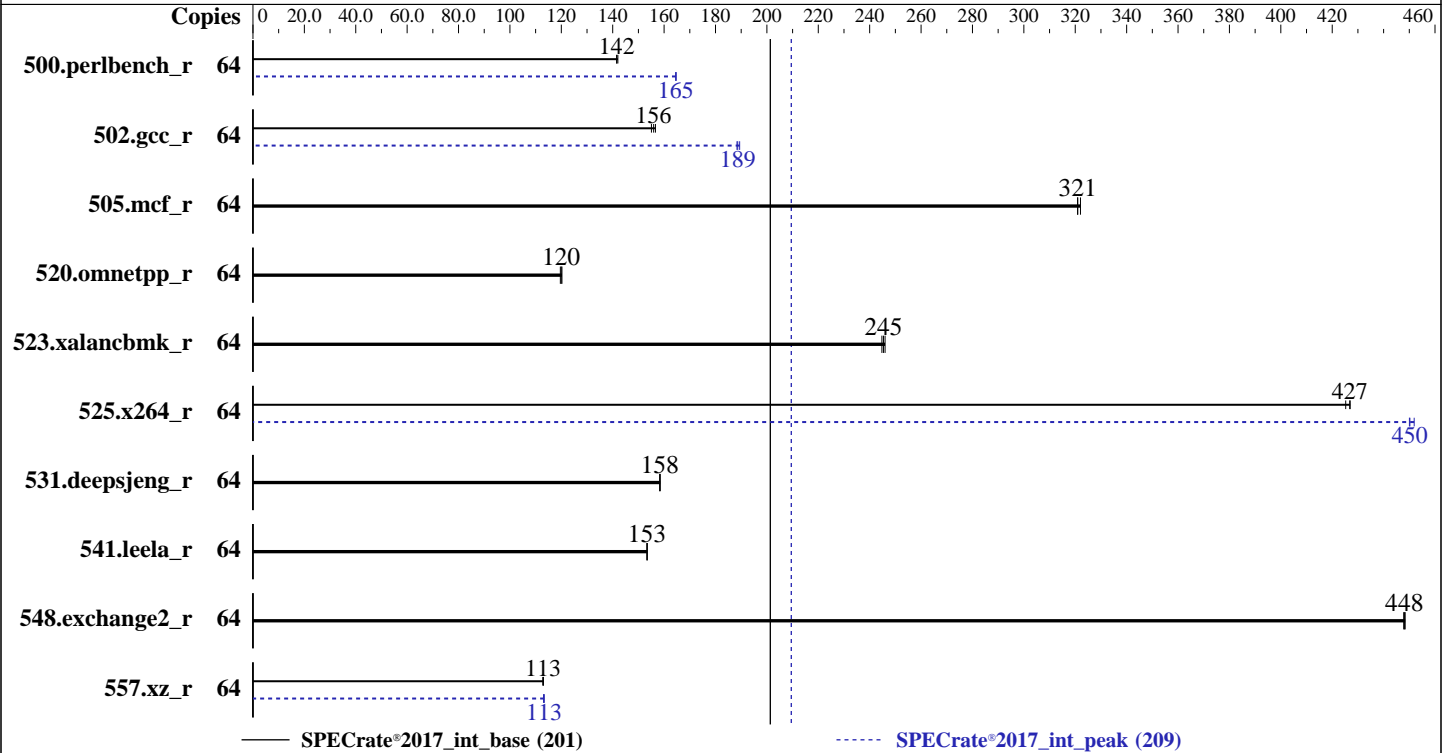 Copies 0 20.0 40.0 60.0 80.0 100 120 140 160 180 200 220 240 260 280 300 320 340 360 380 400 420 460
142
500.perlbench_r 64
165
156
502.gcc_r 64
189
321
505.mcf_r 64
120
520.omnetpp_r 64
245
523.xalancbmk_r 64
427
525.x264_r 64
450
158
531.deepsjeng_r 64
153
541.leela_r 64
448
548.exchange2_r 64
113
557.xz_r 64
113
SPECrate®2017_int_base (201) SPECrate®2017_int_peak (209)